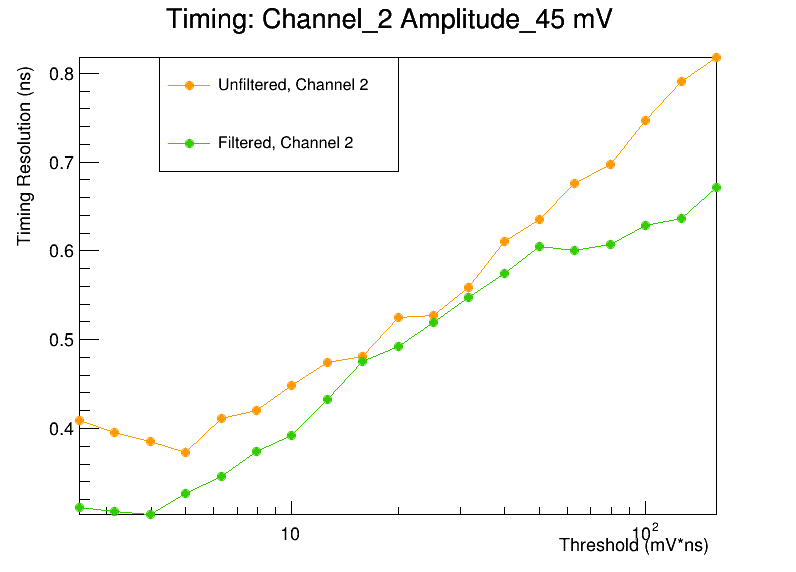 Timing: Channel_2 Amplitude_45 mV
Timing Resolution (ns)
Unfiltered, Channel 2
Filtered, Channel 2
0.8
0.7
0.6
0.5
0.4
10
10²
Threshold (mV*ns)